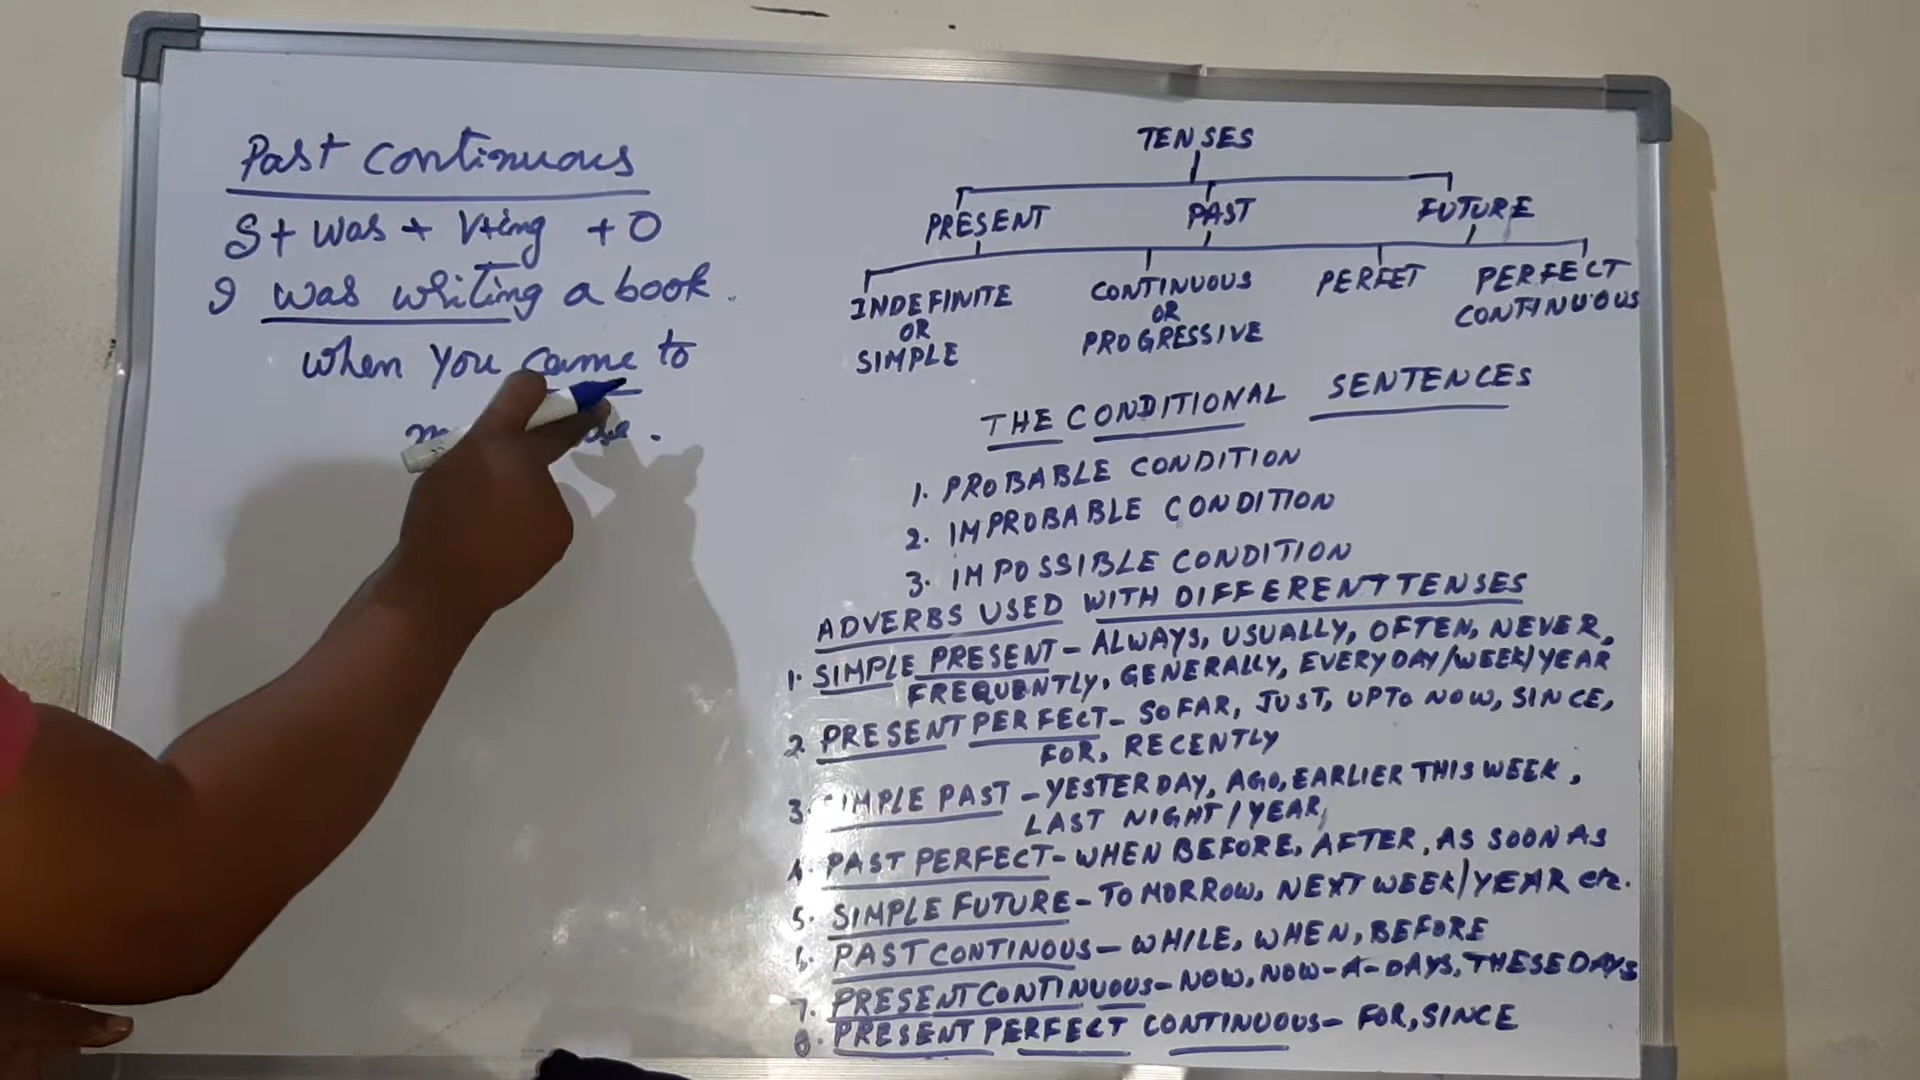 Past Continuous
S + was + V+ing + O
I was writing a book.
when you came to
TENSES
PRESENT PAST FUTURE
INDEFINITE OR SIMPLE
CONTINUOUS OR PROGRESSIVE
PERFET
PERFECT CONTINUOUS
THE CONDITIONAL SENTENCES
1. PROBABLE CONDITION
2. IMPROBABLE CONDITION
3. IMPOSSIBLE CONDITION
ADVERBS USED WITH DIFFERENT TENSES
1. SIMPLE PRESENT - ALWAYS, USUALLY, OFTEN, NEVER,
FREQUENTLY, GENERALLY, EVERYDAY/WEEK/YEAR
2. PRESENT PERFECT - SO FAR, JUST, UPTO NOW, SINCE,
FOR, RECENTLY
3. SIMPLE PAST - YESTERDAY, AGO, EARLIER THIS WEEK,
LAST NIGHT/YEAR,
4. PAST PERFECT - WHEN BEFORE, AFTER, AS SOON AS
5. SIMPLE FUTURE - TOMORROW, NEXT WEEK/YEAR etc.
6. PAST CONTINOUS - WHILE, WHEN, BEFORE
7. PRESENT CONTINUOUS - NOW, NOW-A-DAYS, THESE DAYS
8. PRESENT PERFECT CONTINUOUS - FOR, SINCE